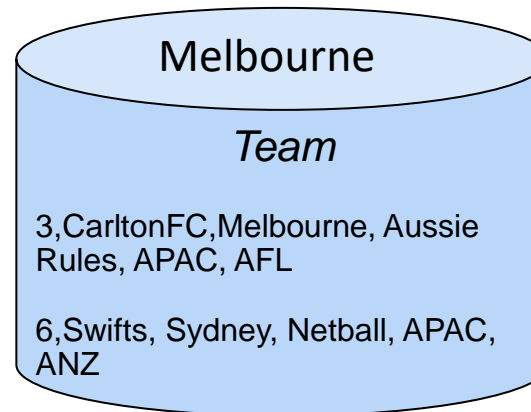 Melbourne
Team
3,CarltonFC,Melbourne, Aussie
Rules, APAC, AFL
6,Swifts, Sydney, Netball, APAC,
ANZ